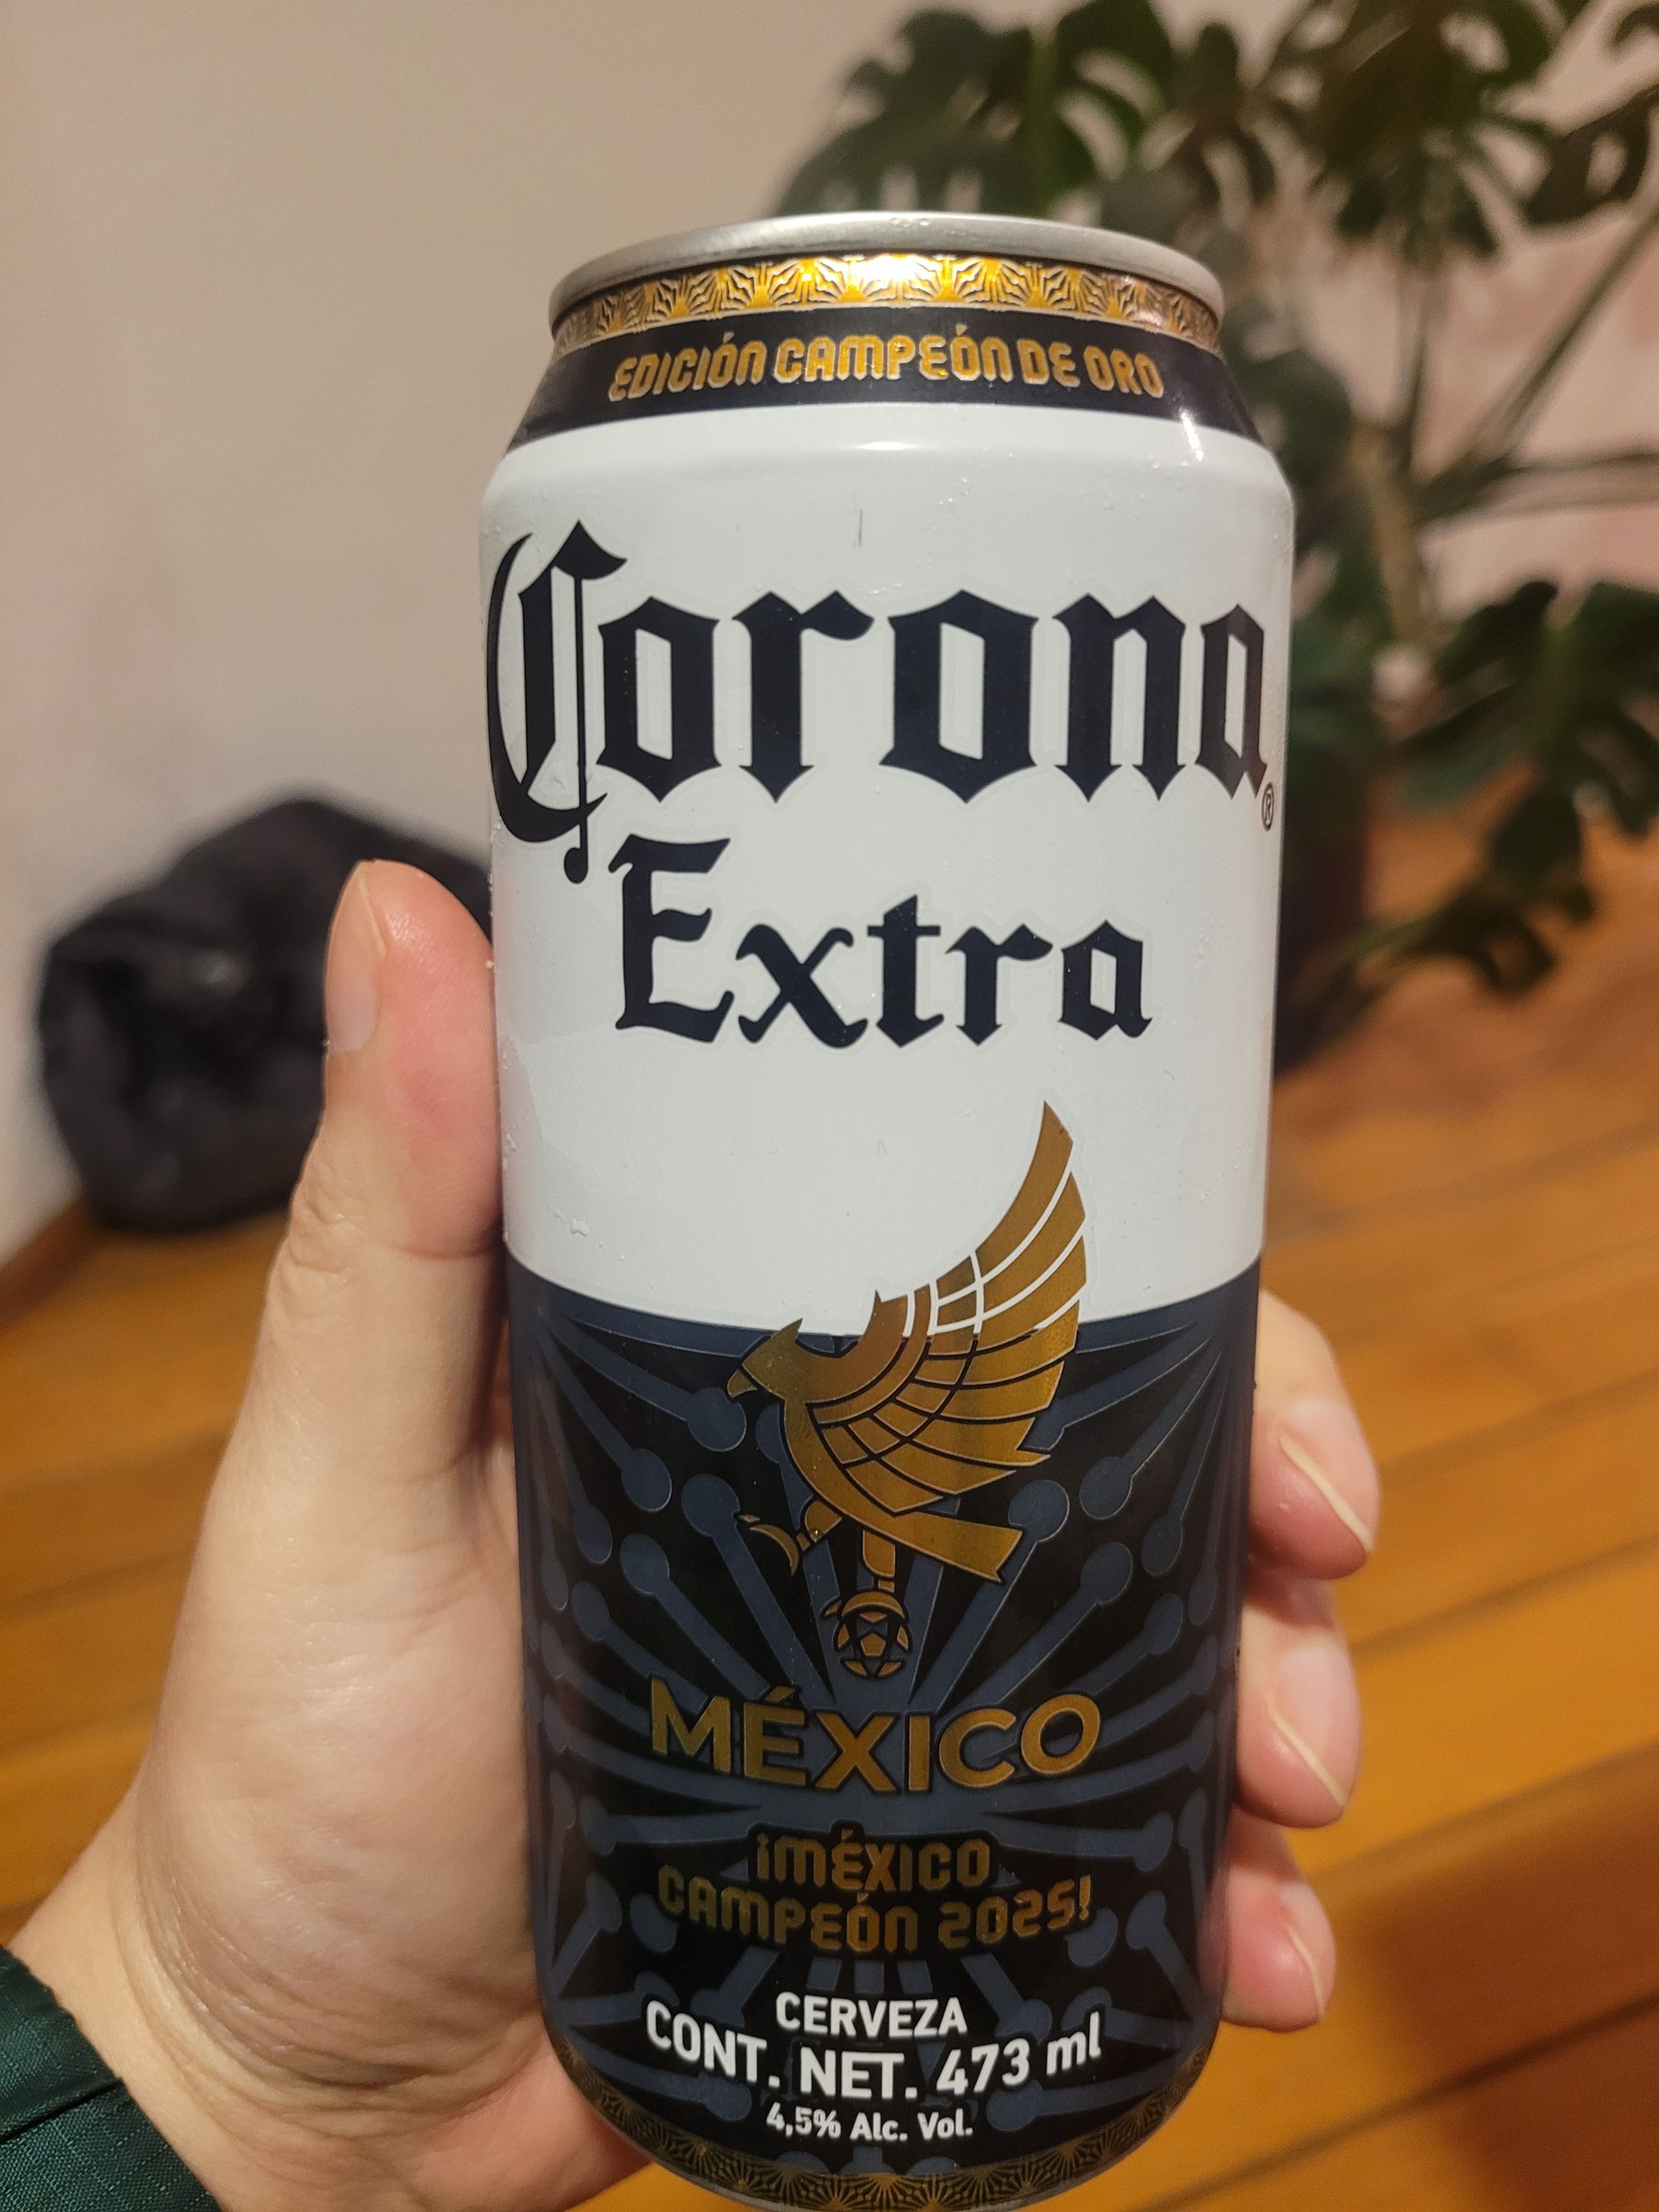 EDICIÓN CAMPEÓN DE ORO
Corona®
Extra
MÉXICO
¡MÉXICO
CAMPEÓN 2025!
CERVEZA
CONT. NET. 473 ml
4,5% Alc. Vol.